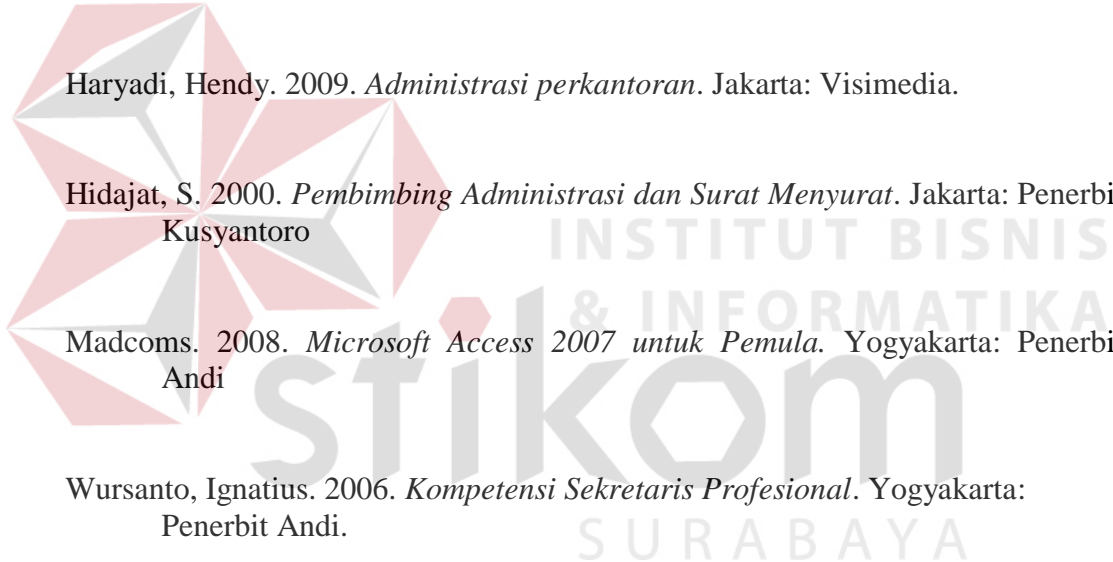 Haryadi, Hendy. 2009. Administrasi perkantoran. Jakarta: Visimedia.
Hidajat, S. 2000. Pembimbing Administrasi dan Surat Menyurat. Jakarta: Penerbi
Kusyantoro
INSTITUT BISNIS
& INFORMATIKA
Madcoms. 2008. Microsoft Access 2007 untuk Pemula. Yogyakarta: Penerbi
Andi
stikom
Wursanto, Ignatius. 2006. Kompetensi Sekretaris Profesional. Yogyakarta:
Penerbit Andi.
SURABAYA